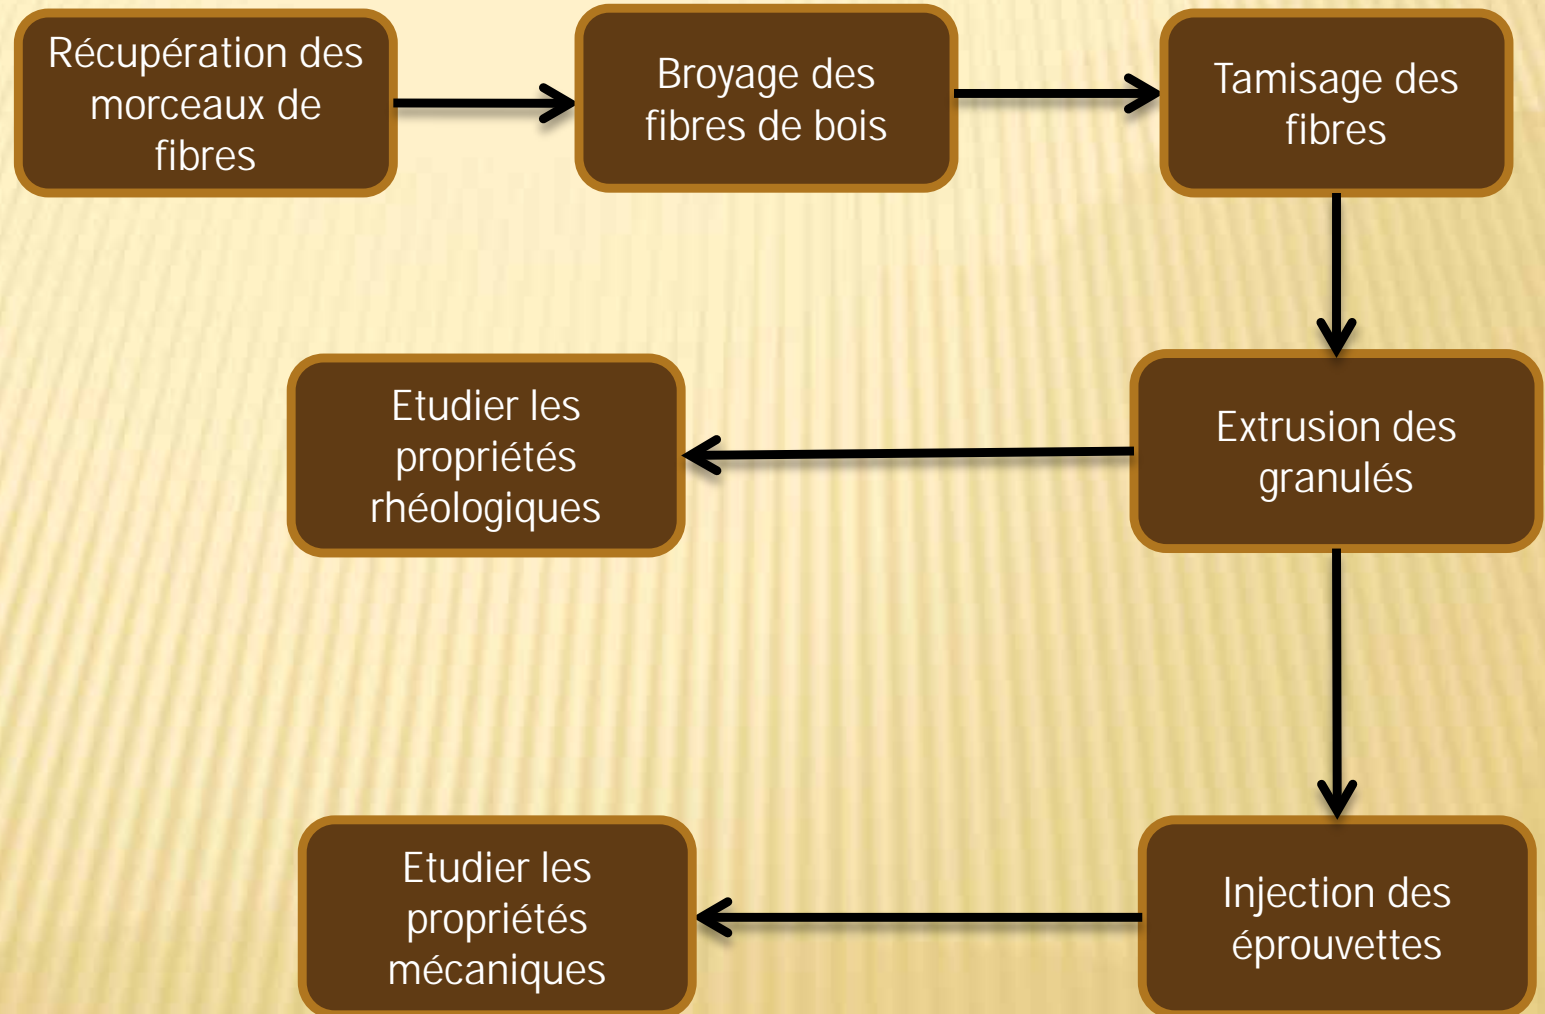 Récupération des
morceaux de
fibres
Broyage des
fibres de bois
Tamisage des
fibres
Extrusion des
granulés
Etudier les
propriétés
rhéologiques
Injection des
éprouvettes
Etudier les
propriétés
mécaniques